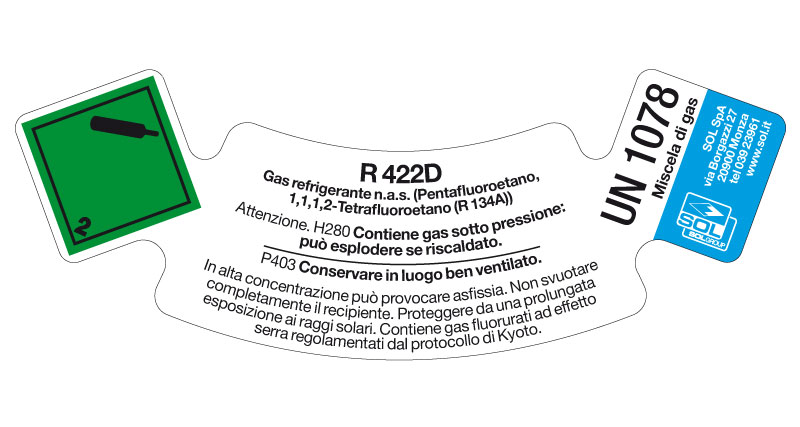 2
R 422D
Gas refrigerante n.a.s. (Pentafluoroetano,
1,1,1,2-Tetrafluoroetano (R 134A))
Attenzione. H280 Contiene gas sotto pressione:
può esplodere se riscaldato.
P403 Conservare in luogo ben ventilato.
In alta concentrazione può provocare asfissia. Non svuotare
completamente il recipiente. Proteggere da una prolungata
esposizione ai raggi solari. Contiene gas fluorurati ad effetto
serra regolamentati dal protocollo di Kyoto.
UN 1078
Miscela di gas
SOL SpA
via Borgazzi 27
20900 Monza
tel 039 23961
www.sol.it
SOL
SOLGROUP